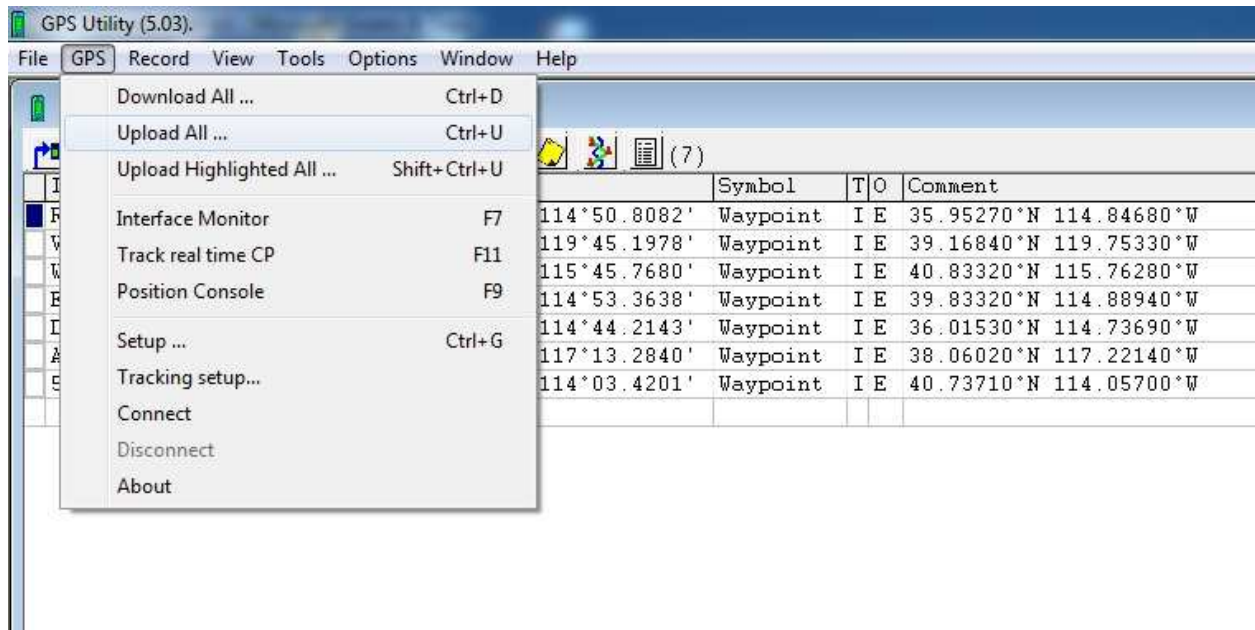 GPS Utility (5.03).
File GPS Record View Tools Options Window Help
Download All ... Ctrl+D
Upload All ... Ctrl+U
Upload Highlighted All ... Shift+Ctrl+U
Interface Monitor F7
Track real time CP F11
Position Console F9
Setup ... Ctrl+G
Tracking setup...
Connect
Disconnect
About
(7)
Symbol T O Comment
114°50.8082' Waypoint I E 35.95270°N 114.84680°W
119°45.1978' Waypoint I E 39.16840°N 119.75330°W
115°45.7680' Waypoint I E 40.83320°N 115.76280°W
114°53.3638' Waypoint I E 39.83320°N 114.88940°W
114°44.2143' Waypoint I E 36.01530°N 114.73690°W
117°13.2840' Waypoint I E 38.06020°N 117.22140°W
114°03.4201' Waypoint I E 40.73710°N 114.05700°W